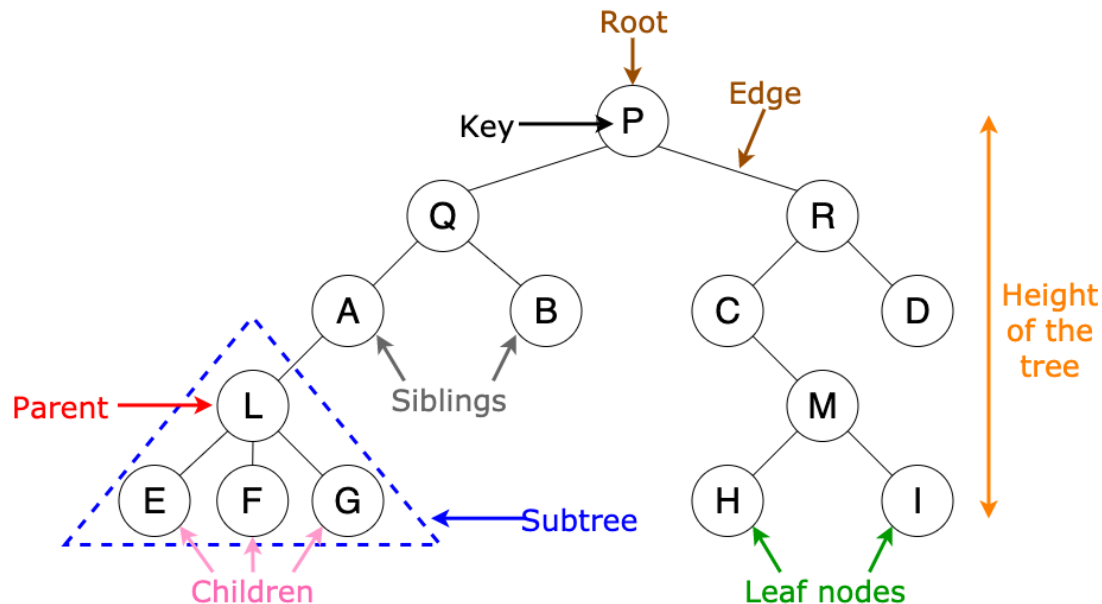 Root
Edge
Key
P
Q
R
A
B
C
D
Height
of the
tree
Siblings
Parent
L
M
E
F
G
H
I
Subtree
Children
Leaf nodes